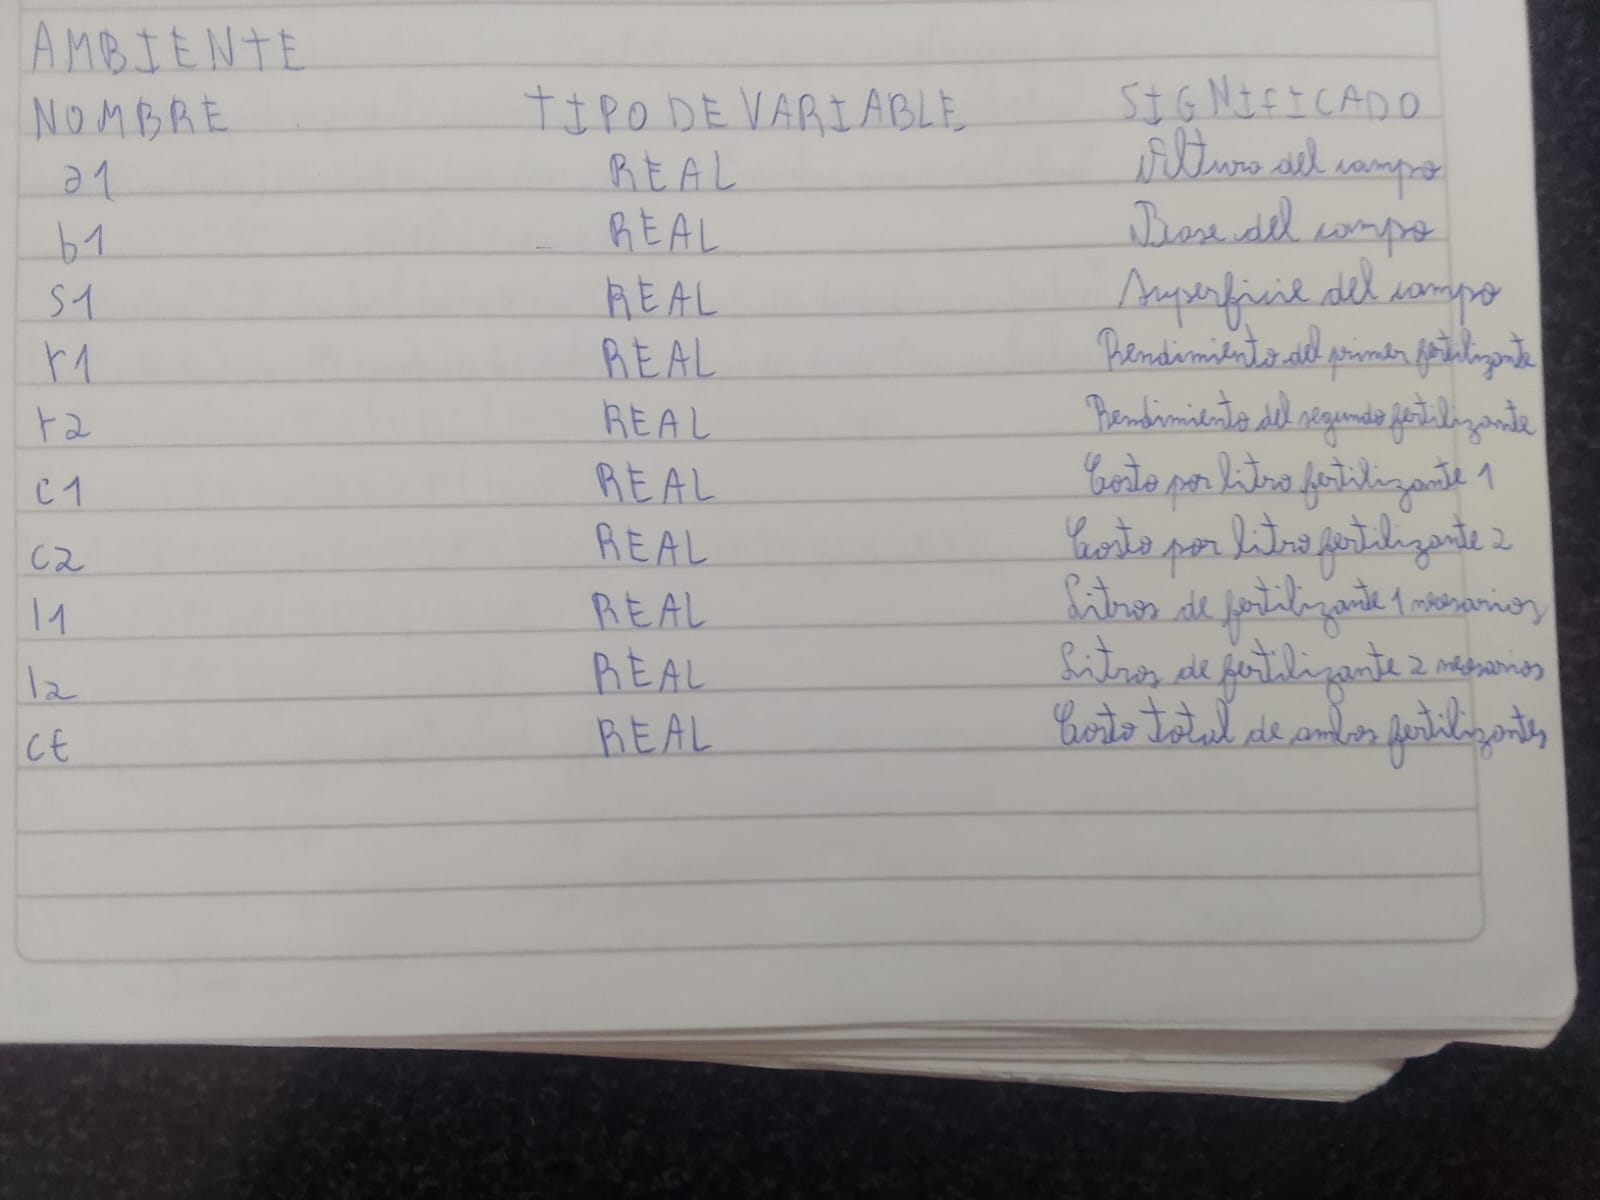 AMBIENTE
NOMBRE TIPO DE VARIABLE SIGNIFICADO
a1 REAL Altura del campo
b1 REAL Base del campo
s1 REAL Superficie del campo
r1 REAL Rendimiento del primer fertilizante
r2 REAL Rendimiento del segundo fertilizante
c1 REAL Costo por litro fertilizante 1
c2 REAL Costo por litro fertilizante 2
l1 REAL Litros de fertilizante 1 necesarios
l2 REAL Litros de fertilizante 2 necesarios
ct REAL Costo total de ambos fertilizantes